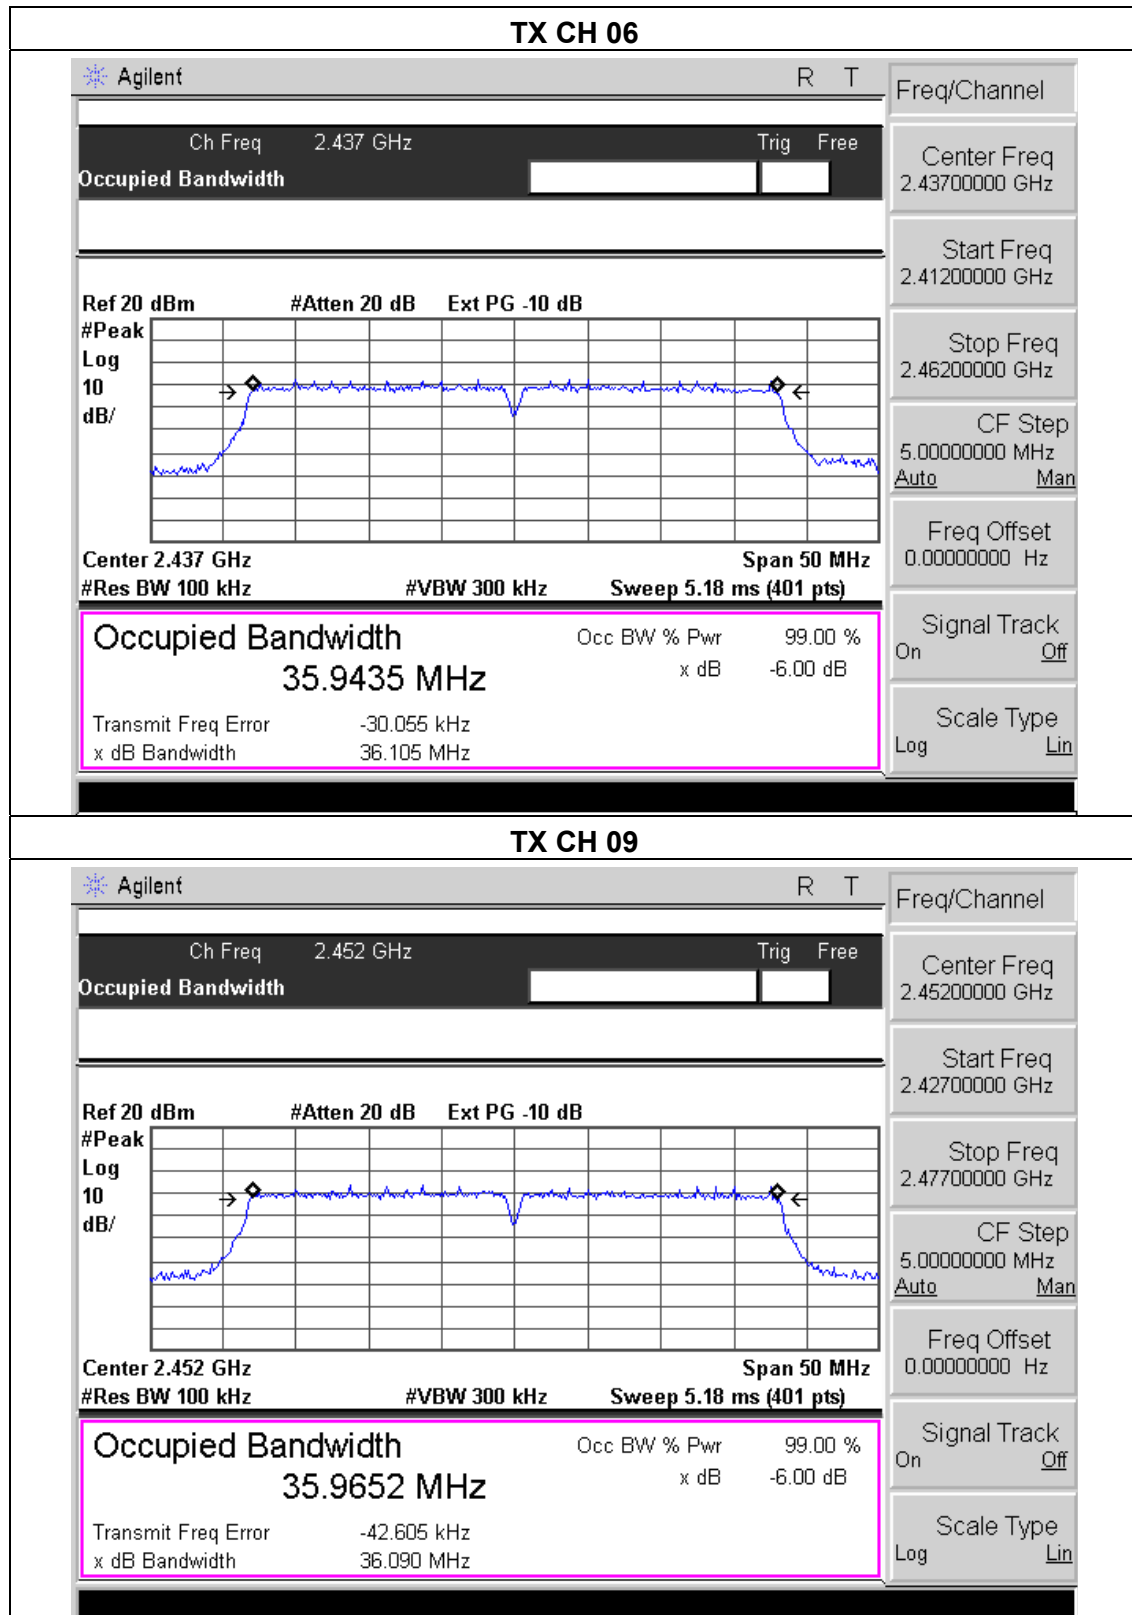 TX CH 06
Agilent R T
Freq/Channel
Ch Freq 2.437 GHz Trig Free
Occupied Bandwidth
Center Freq
2.43700000 GHz
Start Freq
2.41200000 GHz
Stop Freq
2.46200000 GHz
CF Step
5.00000000 MHz
Auto Man
Freq Offset
0.00000000 Hz
Signal Track
On Off
Scale Type
Log Lin
Ref 20 dBm #Atten 20 dB Ext PG -10 dB
#Peak
Log
10
dB/
Center 2.437 GHz Span 50 MHz
#Res BW 100 kHz #VBW 300 kHz Sweep 5.18 ms (401 pts)
Occupied Bandwidth Occ BW % Pwr 99.00 %
35.9435 MHz x dB -6.00 dB
Transmit Freq Error -30.055 kHz
x dB Bandwidth 36.105 MHz
TX CH 09
Agilent R T
Freq/Channel
Ch Freq 2.452 GHz Trig Free
Occupied Bandwidth
Center Freq
2.45200000 GHz
Start Freq
2.42700000 GHz
Stop Freq
2.47700000 GHz
CF Step
5.00000000 MHz
Auto Man
Freq Offset
0.00000000 Hz
Signal Track
On Off
Scale Type
Log Lin
Ref 20 dBm #Atten 20 dB Ext PG -10 dB
#Peak
Log
10
dB/
Center 2.452 GHz Span 50 MHz
#Res BW 100 kHz #VBW 300 kHz Sweep 5.18 ms (401 pts)
Occupied Bandwidth Occ BW % Pwr 99.00 %
35.9652 MHz x dB -6.00 dB
Transmit Freq Error -42.605 kHz
x dB Bandwidth 36.090 MHz